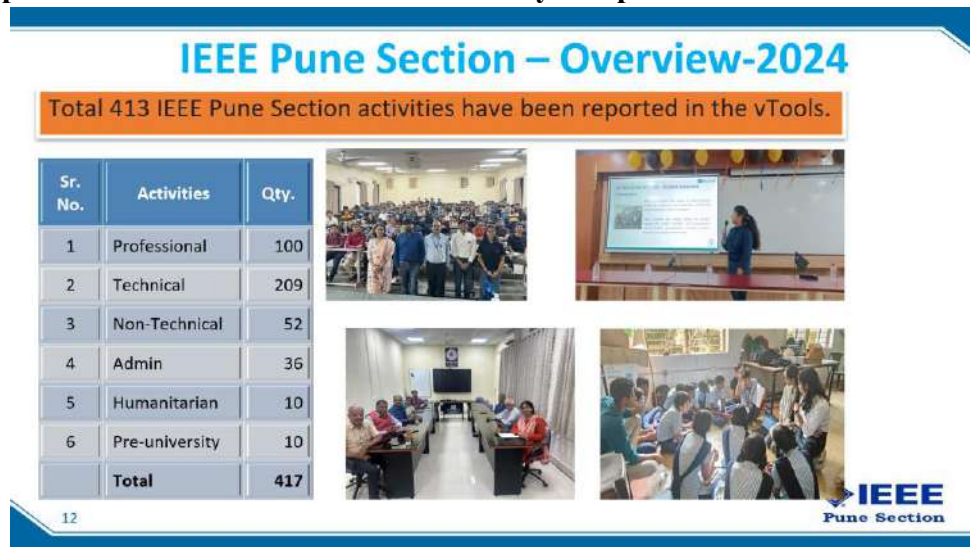 IEEE Pune Section – Overview-2024
Total 413 IEEE Pune Section activities have been reported in the vTools.
Sr. No. Activities Qty.
1 Professional 100
2 Technical 209
3 Non-Technical 52
4 Admin 36
5 Humanitarian 10
6 Pre-university 10
Total 417
12
IEEE
Pune Section